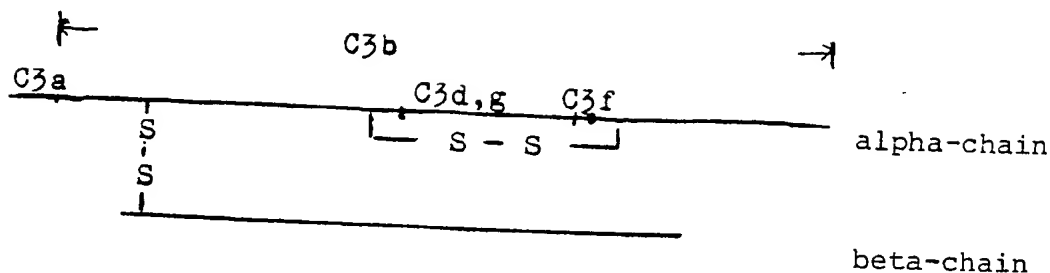 C3b
C3a
C3d,g C3f
S - S
S
S
alpha-chain
beta-chain